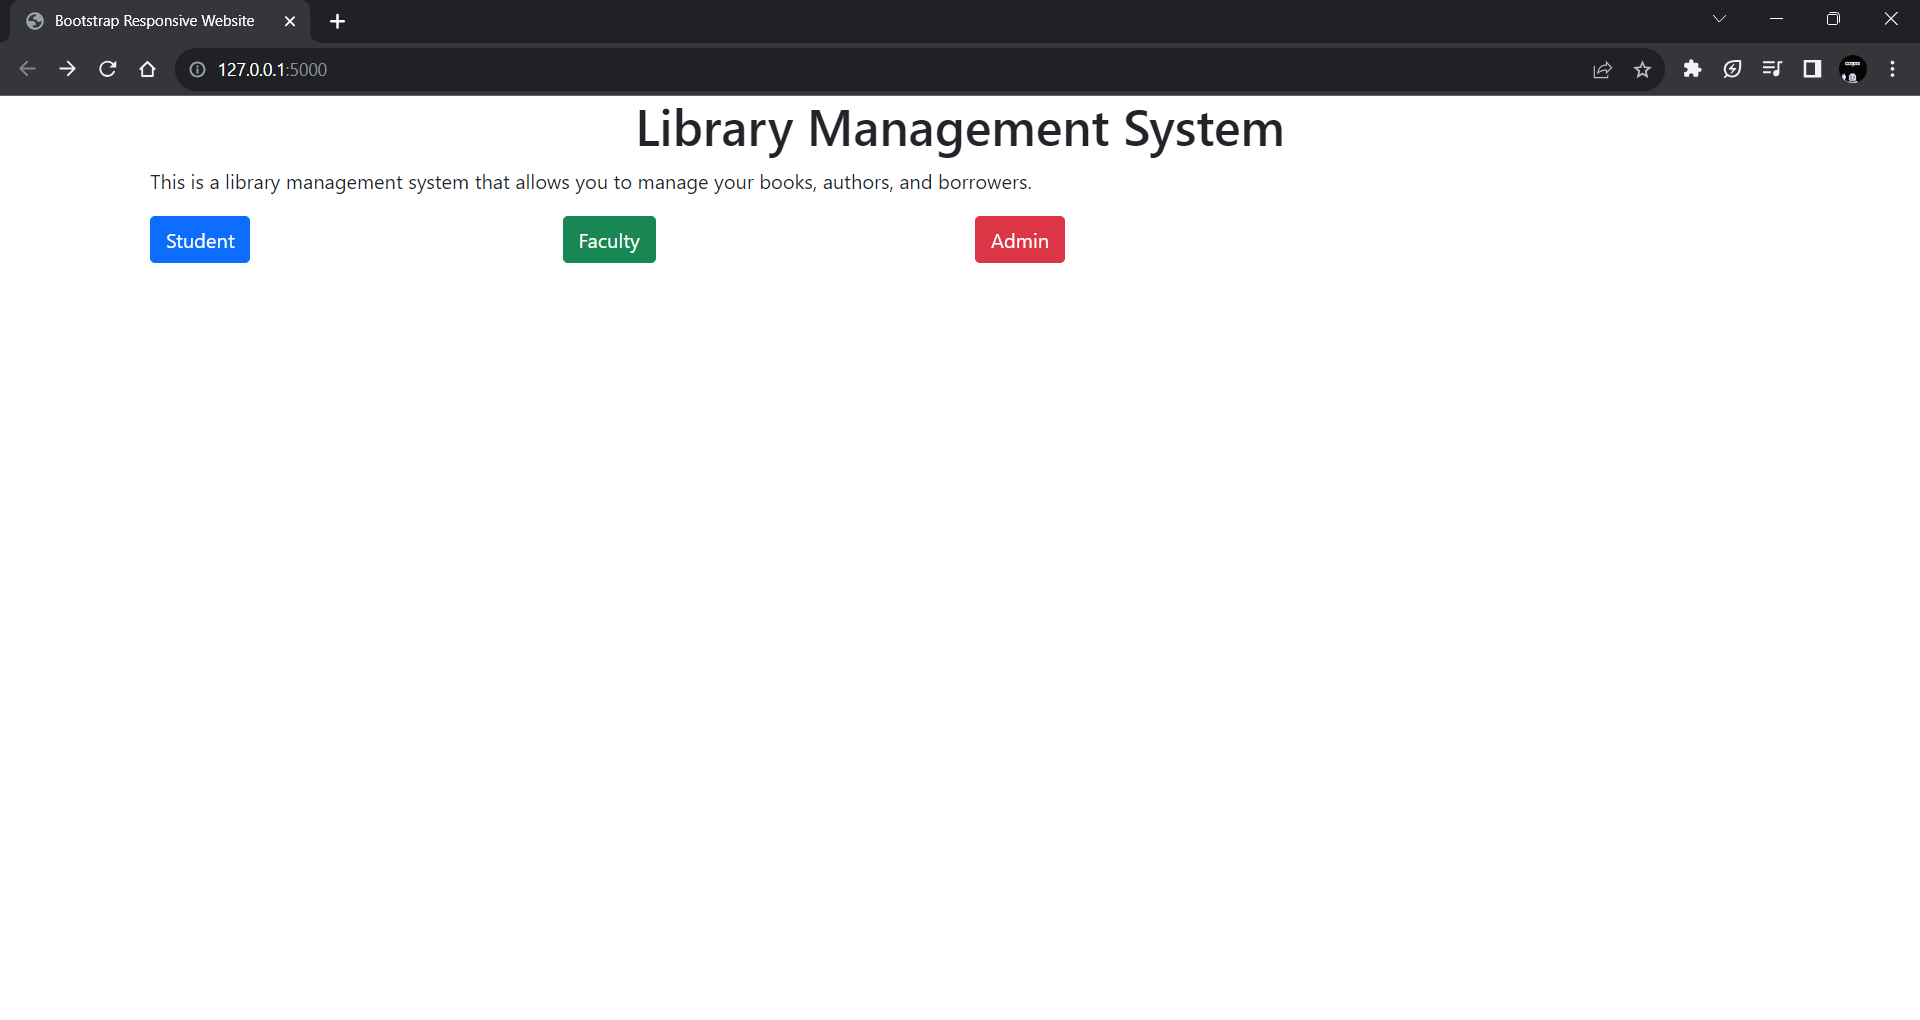 Bootstrap Responsive Website
127.0.0.1:5000
Library Management System
This is a library management system that allows you to manage your books, authors, and borrowers.
Student Faculty Admin